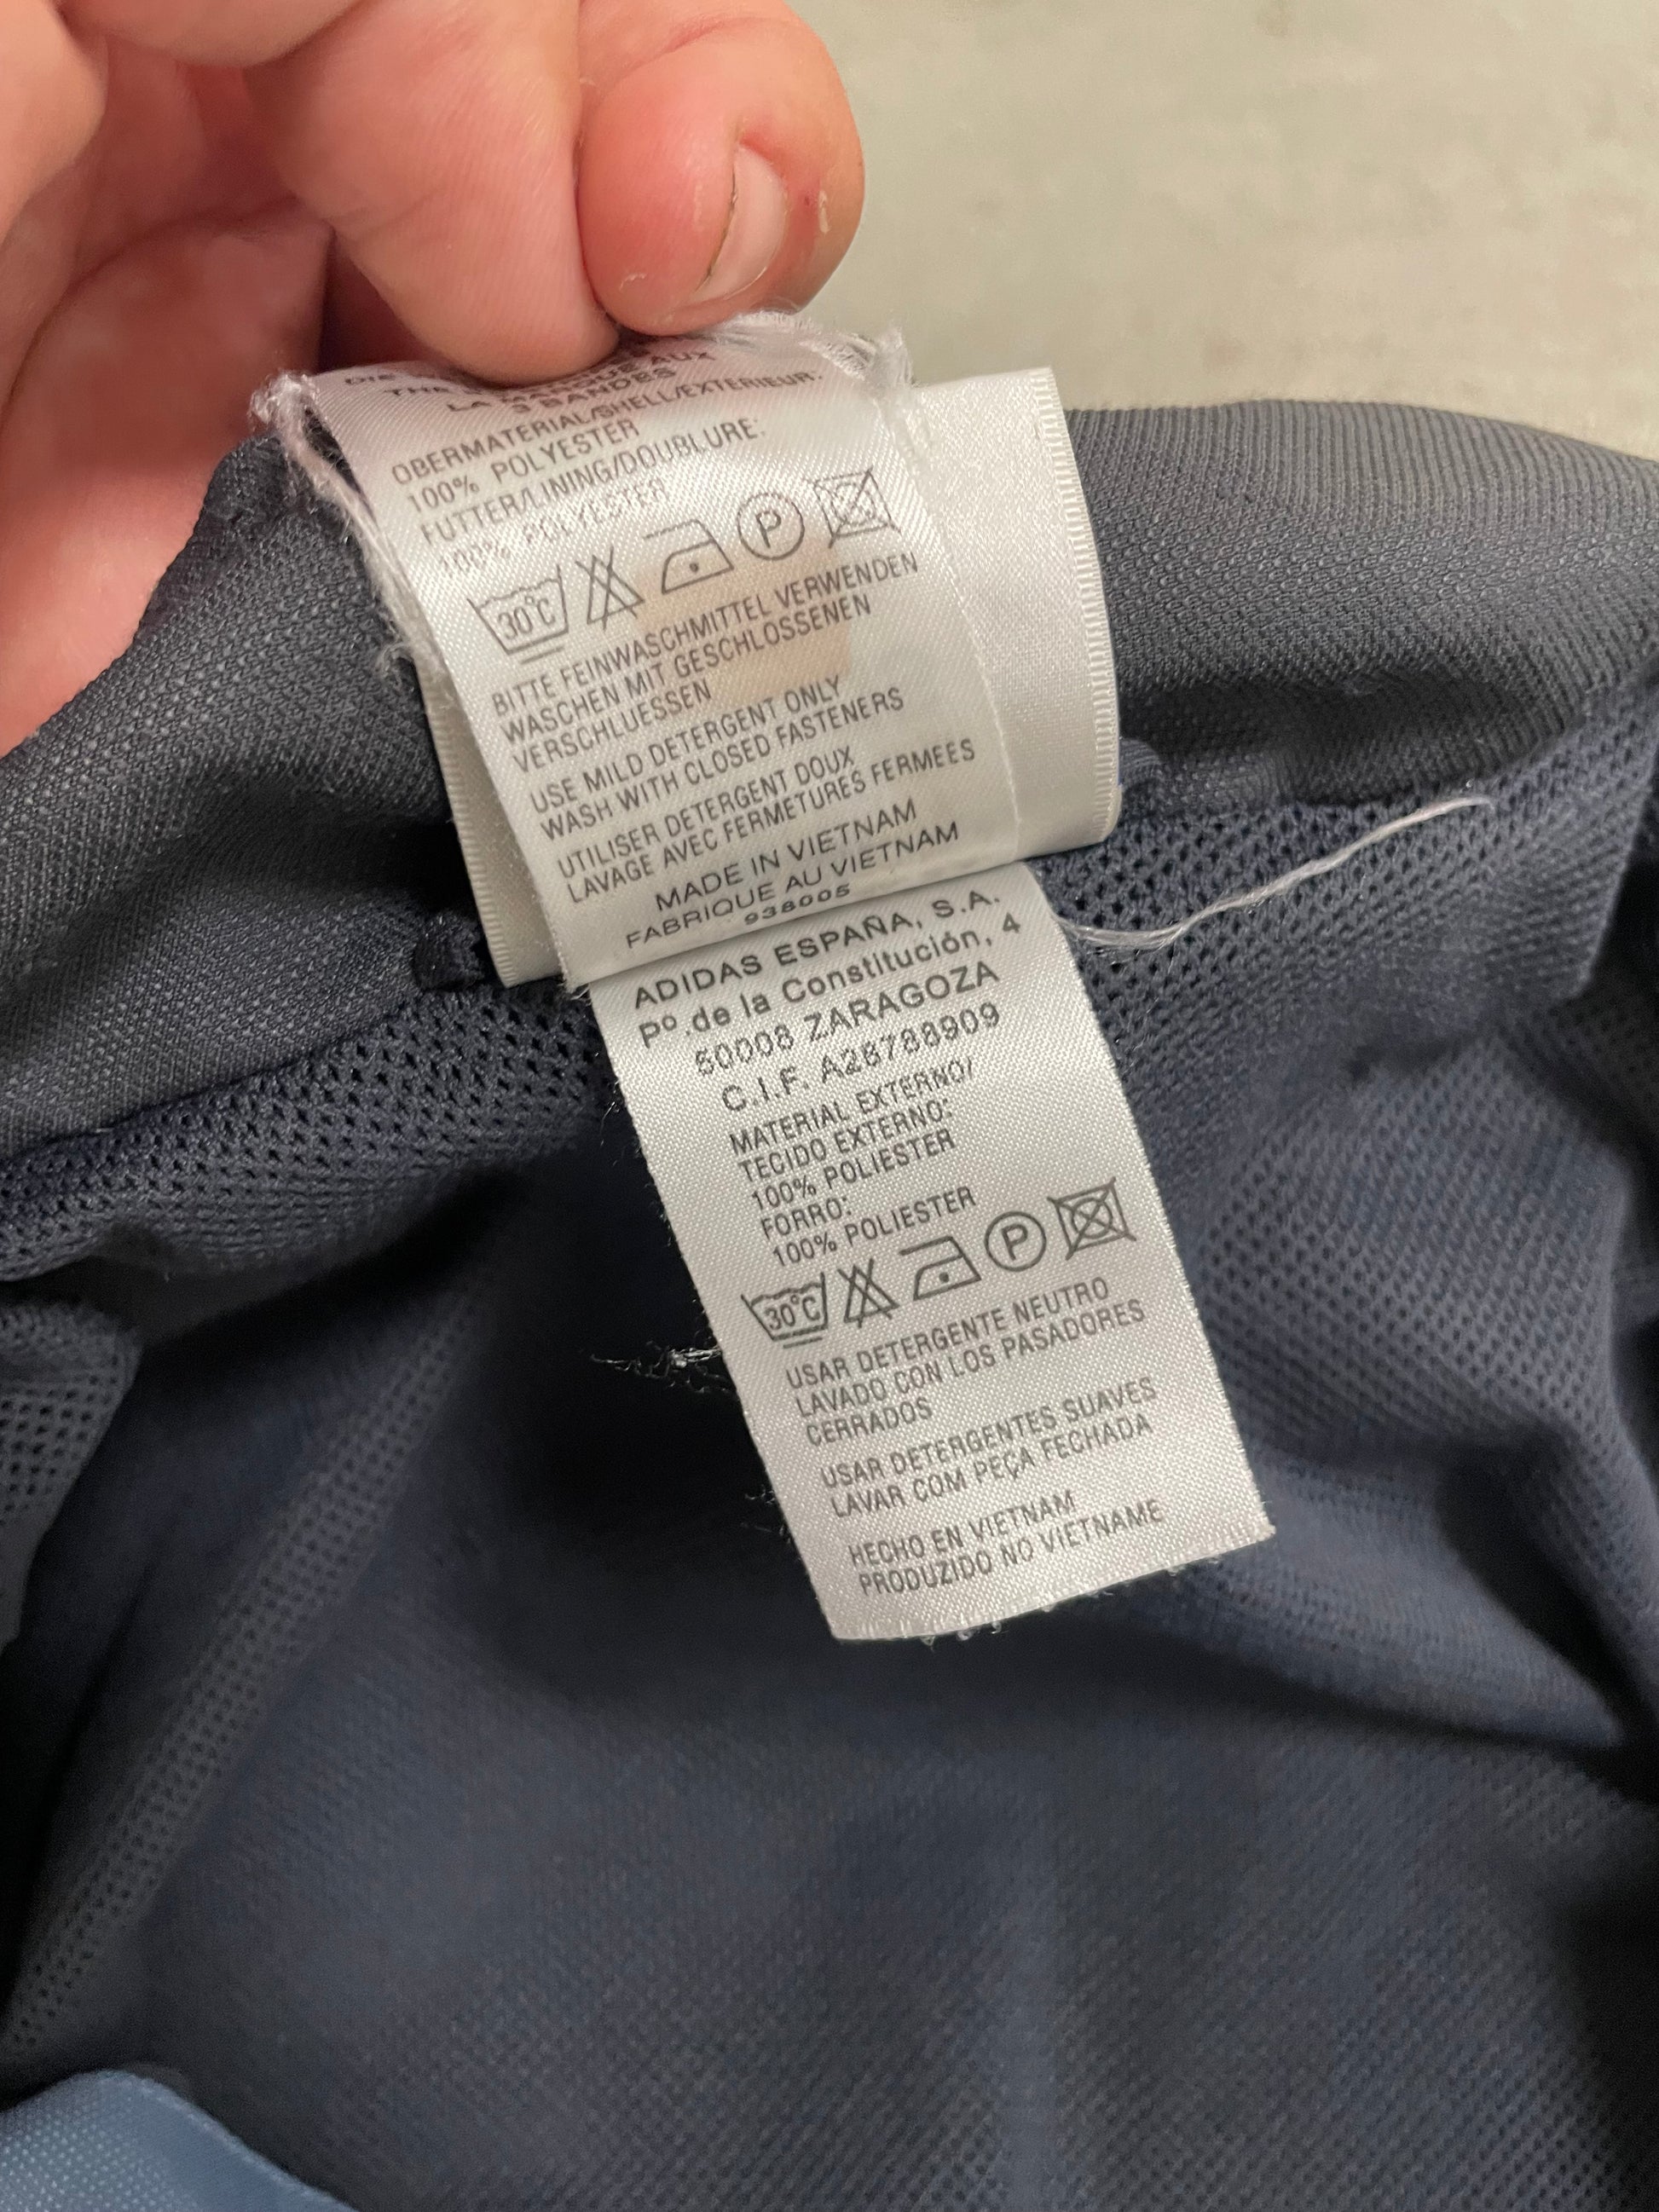 LA MARQUE AUX
3 BANDES
OBERMATERIAL/SHELL/EXTERIEUR:
100% POLYESTER
FUTTER/LINING/DOUBLURE:
100% POLYESTER
30°C P
BITTE FEINWASCHMITTEL VERWENDEN
WASCHEN MIT GESCHLOSSENEN
VERSCHLUESSEN
USE MILD DETERGENT ONLY
WASH WITH CLOSED FASTENERS
UTILISER DETERGENT DOUX
LAVAGE AVEC FERMETURES FERMEES
MADE IN VIETNAM
FABRIQUE AU VIETNAM
938005
ADIDAS ESPAÑA, S.A.
Pº.de la Constitución, 4
50008 ZARAGOZA
C.I.F. A28788909
MATERIAL EXTERNO/
TECIDO EXTERNO:
100% POLIESTER
FORRO:
100% POLIESTER
30°C P
USAR DETERGENTE NEUTRO
LAVADO CON LOS PASADORES
CERRADOS
USAR DETERGENTES SUAVES
LAVAR COM PEÇA FECHADA
HECHO EN VIETNAM
PRODUZIDO NO VIETNAME